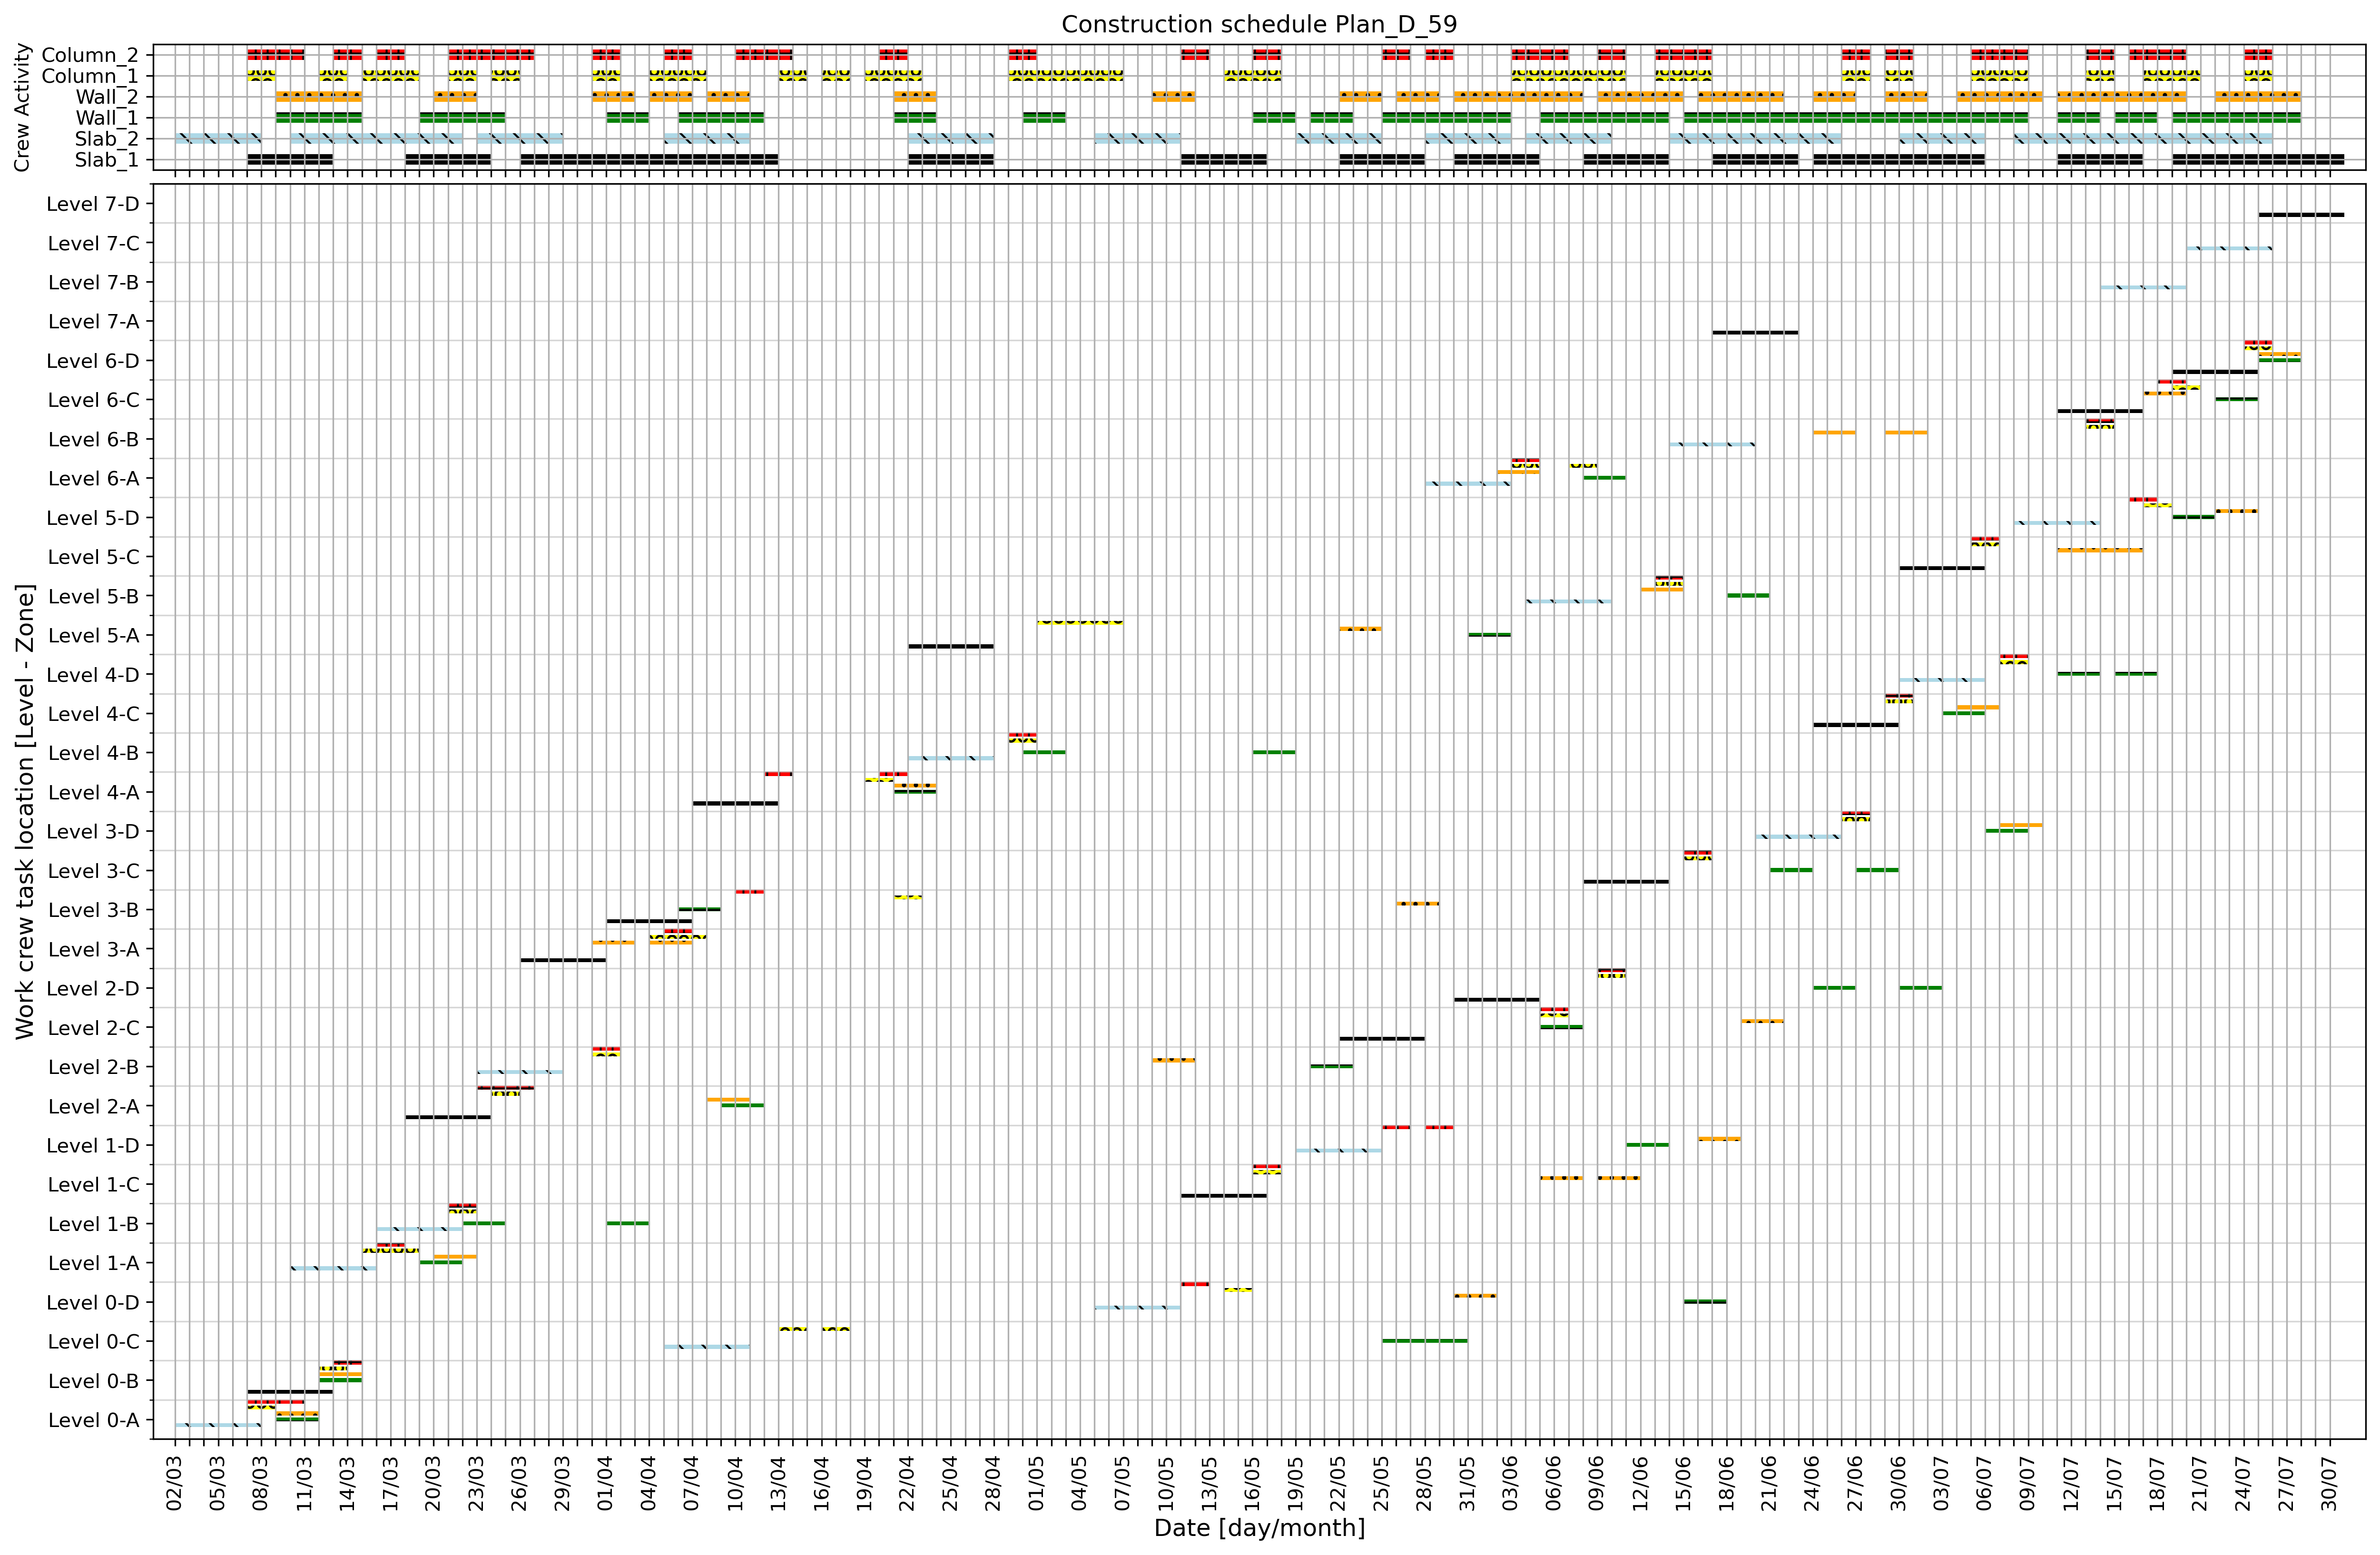 Construction schedule Plan_D_59
Crew Activity
Column_2
Column_1
Wall_2
Wall_1
Slab_2
Slab_1
Work crew task location [Level - Zone]
Level 7-D
Level 7-C
Level 7-B
Level 7-A
Level 6-D
Level 6-C
Level 6-B
Level 6-A
Level 5-D
Level 5-C
Level 5-B
Level 5-A
Level 4-D
Level 4-C
Level 4-B
Level 4-A
Level 3-D
Level 3-C
Level 3-B
Level 3-A
Level 2-D
Level 2-C
Level 2-B
Level 2-A
Level 1-D
Level 1-C
Level 1-B
Level 1-A
Level 0-D
Level 0-C
Level 0-B
Level 0-A
02/03 05/03 08/03 11/03 14/03 17/03 20/03 23/03 26/03 29/03 01/04 04/04 07/04 10/04 13/04 16/04 19/04 22/04 25/04 28/04 01/05 04/05 07/05 10/05 13/05 16/05 19/05 22/05 25/05 28/05 31/05 03/06 06/06 09/06 12/06 15/06 18/06 21/06 24/06 27/06 30/06 03/07 06/07 09/07 12/07 15/07 18/07 21/07 24/07 27/07 30/07
Date [day/month]